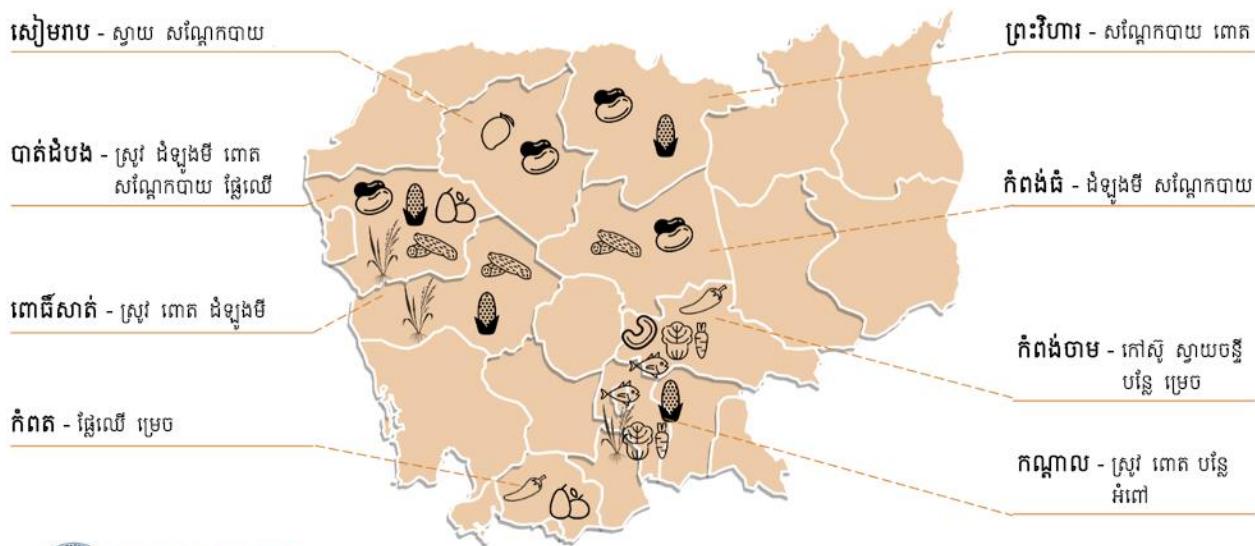 សៀមរាប - ស្វាយ សណ្តែកបាយ
បាត់ដំបង - ស្រូវ ដំឡូងមី ពោត
សណ្តែកបាយ ផ្លែឈើ
ពោធិ៍សាត់ - ស្រូវ ពោត ដំឡូងមី
កំពត - ផ្លែឈើ ម្រេច
ព្រះវិហារ - សណ្តែកបាយ ពោត
កំពង់ធំ - ដំឡូងមី សណ្តែកបាយ
កំពង់ចាម - កៅស៊ូ ស្វាយចន្ទី
បន្លែ ម្រេច
កណ្តាល - ស្រូវ ពោត បន្លែ
អំពៅ